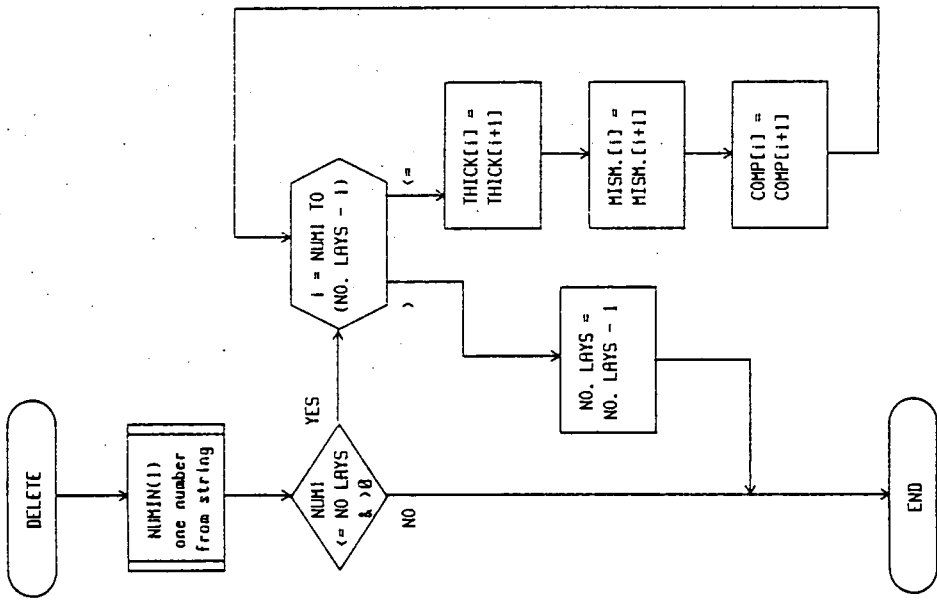 DELETE
NUMIN(1)
one number
from string
NUM1
<= NO LAYS
& >0
YES
NO
i = NUM1 TO
(NO. LAYS - 1)
<=
>
THICK[i] =
THICK[i+1]
MISM.[i] =
MISM.[i+1]
COMP[i] =
COMP[i+1]
NO. LAYS =
NO. LAYS - 1
END